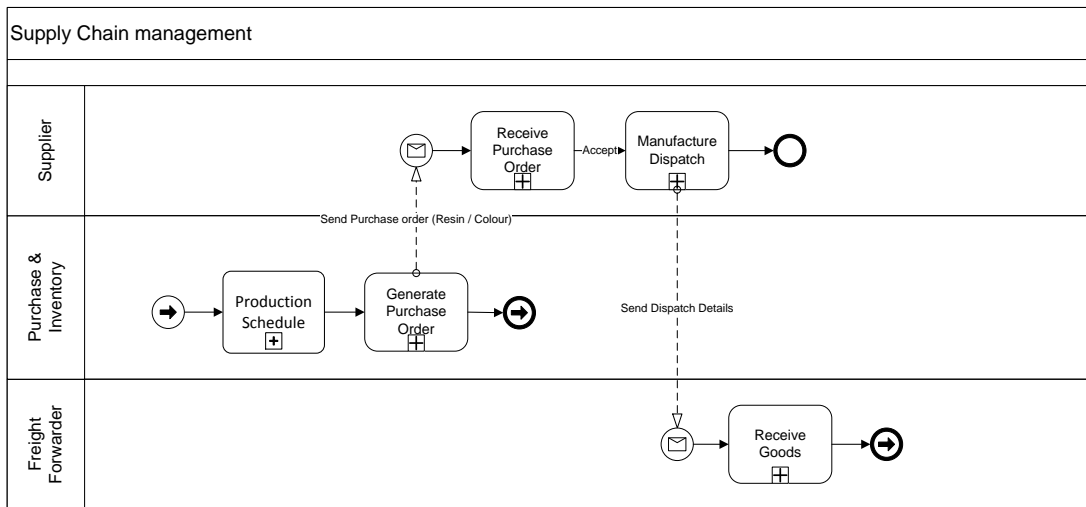 Supply Chain management
Supplier
Receive
Purchase
Order
Accept
Manufacture
Dispatch
Send Purchase order (Resin / Colour)
Purchase &
Inventory
Production
Schedule
Generate
Purchase
Order
Send Dispatch Details
Freight
Forwarder
Receive
Goods